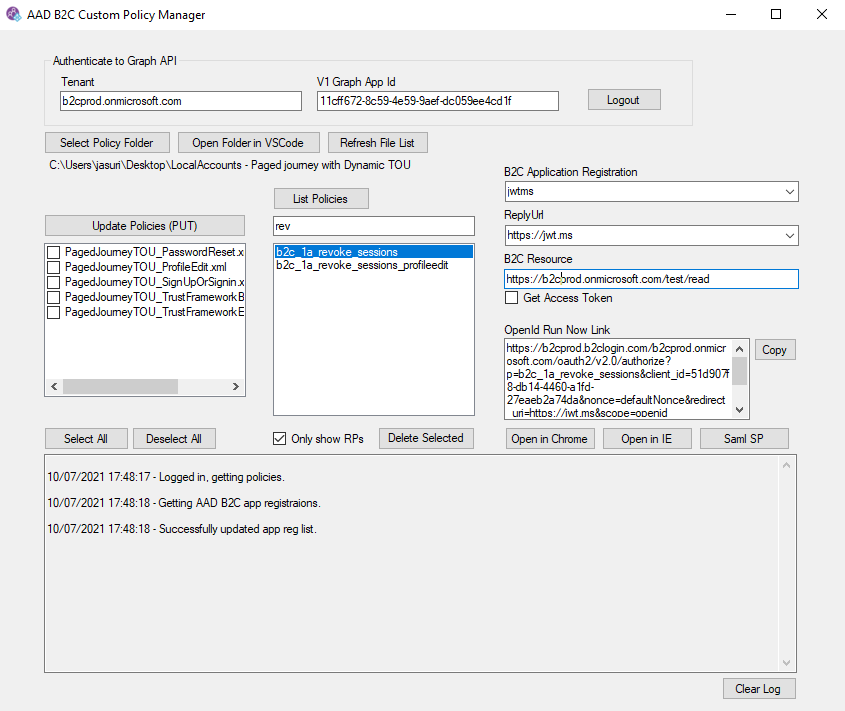 AAD B2C Custom Policy Manager
Authenticate to Graph API
Tenant
V1 Graph App Id
b2cprod.onmicrosoft.com
11cff672-8c59-4e59-9aef-dc059ee4cd1f
Logout
Select Policy Folder
Open Folder in VSCode
Refresh File List
C:\Users\jasuri\Desktop\LocalAccounts - Paged journey with Dynamic TOU
B2C Application Registration
jwtms
List Policies
ReplyUrl
Update Policies (PUT)
rev
https://jwt.ms
PagedJourneyTOU_PasswordReset.x
PagedJourneyTOU_ProfileEdit.xml
PagedJourneyTOU_SignUpOrSignin.x
PagedJourneyTOU_TrustFrameworkB
PagedJourneyTOU_TrustFrameworkE
b2c_1a_revoke_sessions
b2c_1a_revoke_sessions_profileedit
B2C Resource
https://b2cprod.onmicrosoft.com/test/read
Get Access Token
OpenId Run Now Link
https://b2cprod.b2clogin.com/b2cprod.onmicr
osoft.com/oauth2/v2.0/authorize?
p=b2c_1a_revoke_sessions&client_id=51d907f
8-db14-4460-a1fd-
27eaeb2a74da&nonce=defaultNonce&redirect
_uri=https://jwt.ms&scope=openid
Copy
Select All
Deselect All
Only show RPs
Delete Selected
Open in Chrome
Open in IE
Saml SP
10/07/2021 17:48:17 - Logged in, getting policies.
10/07/2021 17:48:18 - Getting AAD B2C app registraions.
10/07/2021 17:48:18 - Successfully updated app reg list.
Clear Log